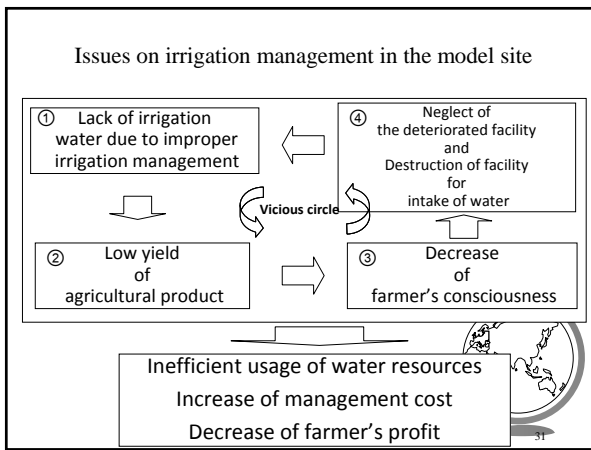 Issues on irrigation management in the model site
① Lack of irrigation
water due to improper
irrigation management
② Low yield
of
agricultural product
③ Decrease
of
farmer's consciousness
④ Neglect of
the deteriorated facility
and
Destruction of facility
for
intake of water
Vicious circle
Inefficient usage of water resources
Increase of management cost
Decrease of farmer's profit
31